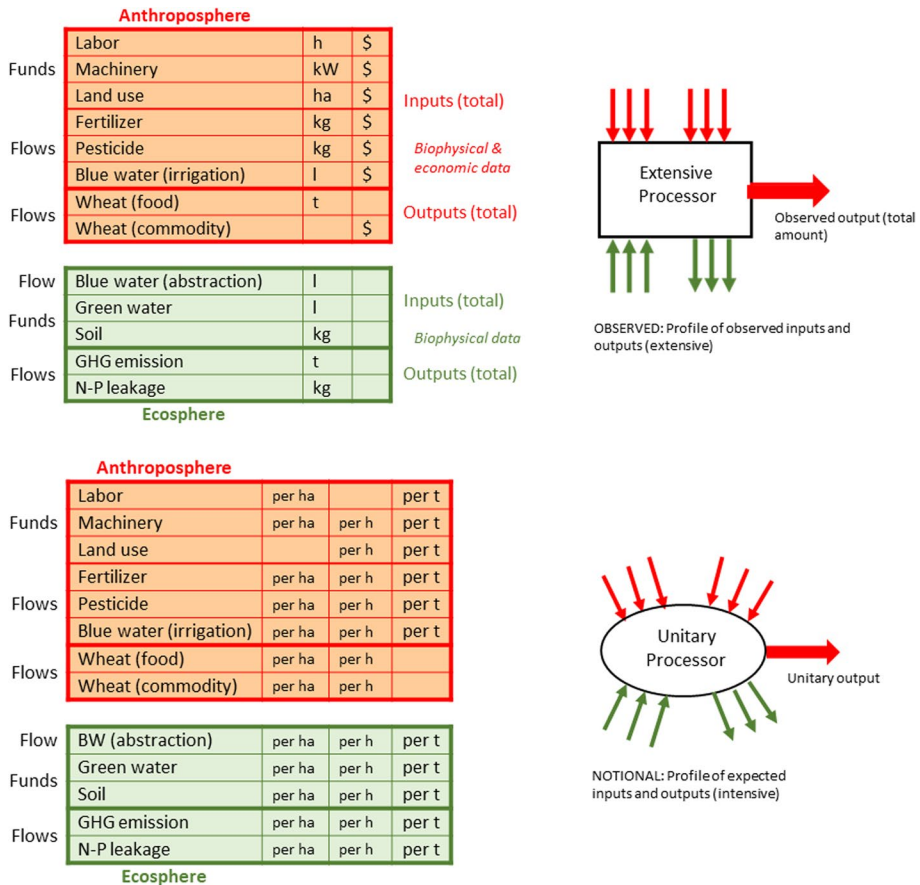 Anthroposphere
Funds
Labor h $
Machinery kW $
Land use ha $
Inputs (total)
Flows
Fertilizer kg $
Pesticide kg $
Blue water (irrigation) l $
Biophysical &
economic data
Flows
Wheat (food) t
Wheat (commodity) $
Outputs (total)
Flow
Blue water (abstraction) l
Funds
Green water l
Soil kg
Inputs (total)
Biophysical data
Flows
GHG emission t
N-P leakage kg
Outputs (total)
Ecosphere
Extensive
Processor
Observed output (total
amount)
OBSERVED: Profile of observed inputs and
outputs (extensive)
Anthroposphere
Funds
Labor per ha per t
Machinery per ha per h per t
Land use per h per t
Flows
Fertilizer per ha per h per t
Pesticide per ha per h per t
Blue water (irrigation) per ha per h per t
Flows
Wheat (food) per ha per h
Wheat (commodity) per ha per h
Flow
BW (abstraction) per ha per h per t
Funds
Green water per ha per h per t
Soil per ha per h per t
Flows
GHG emission per ha per h per t
N-P leakage per ha per h per t
Ecosphere
Unitary
Processor
Unitary output
NOTIONAL: Profile of expected
inputs and outputs (intensive)